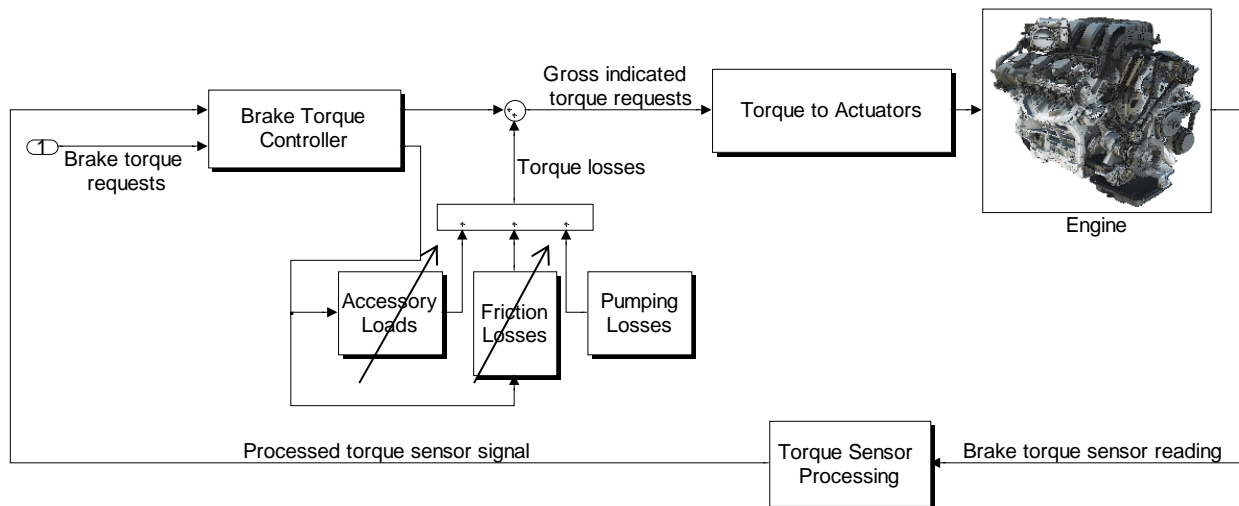 Gross indicated
torque requests
Brake Torque
Controller
Torque to Actuators
1
Brake torque
requests
Torque losses
Engine
Accessory
Loads
Friction
Losses
Pumping
Losses
Processed torque sensor signal
Torque Sensor
Processing
Brake torque sensor reading